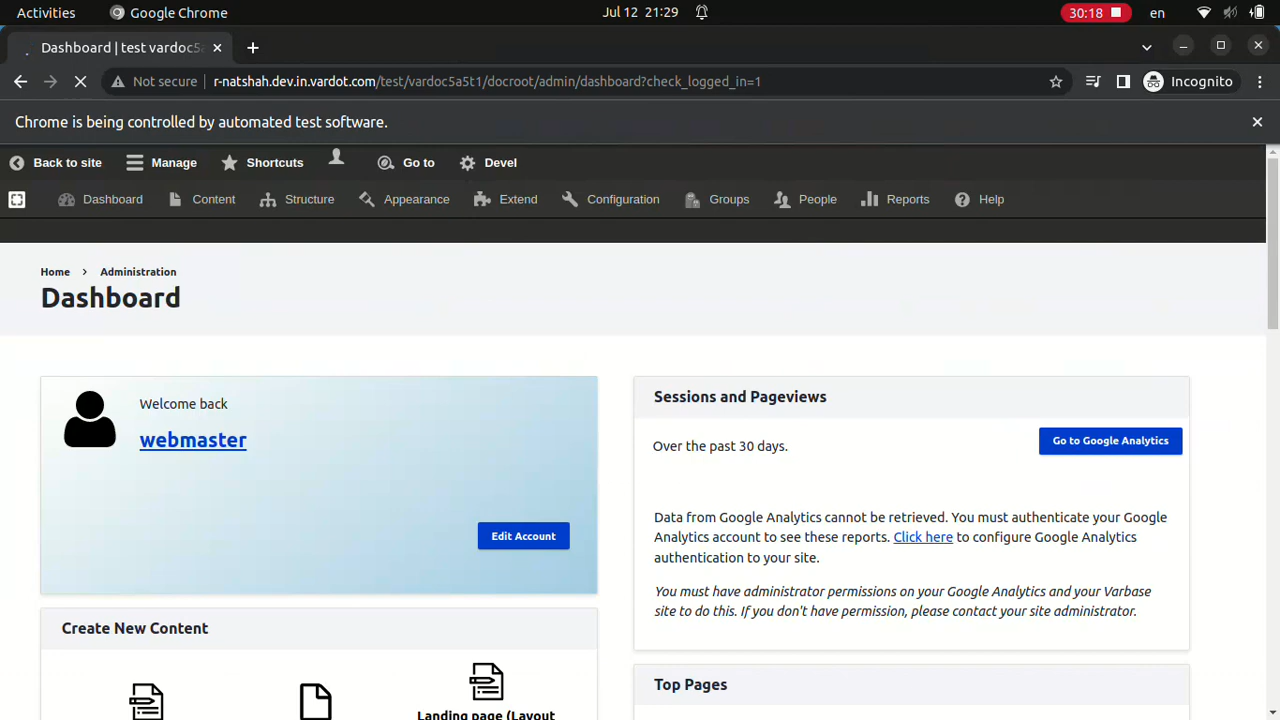 Activities
Google Chrome
Jul 12 21:29
30:18
en
Dashboard | test vardoc5a
Not secure
r-natshah.dev.in.vardot.com/test/vardoc5a5t1/docroot/admin/dashboard?check_logged_in=1
Incognito
Chrome is being controlled by automated test software.
Back to site
Manage
Shortcuts
Go to
Devel
Dashboard
Content
Structure
Appearance
Extend
Configuration
Groups
People
Reports
Help
Home
Administration
Dashboard
Welcome back
webmaster
Edit Account
Create New Content
Landing page (Layout
Sessions and Pageviews
Over the past 30 days.
Go to Google Analytics
Data from Google Analytics cannot be retrieved. You must authenticate your Google
Analytics account to see these reports. Click here to configure Google Analytics
authentication to your site.
You must have administrator permissions on your Google Analytics and your Varbase
site to do this. If you don't have permission, please contact your site administrator.
Top Pages